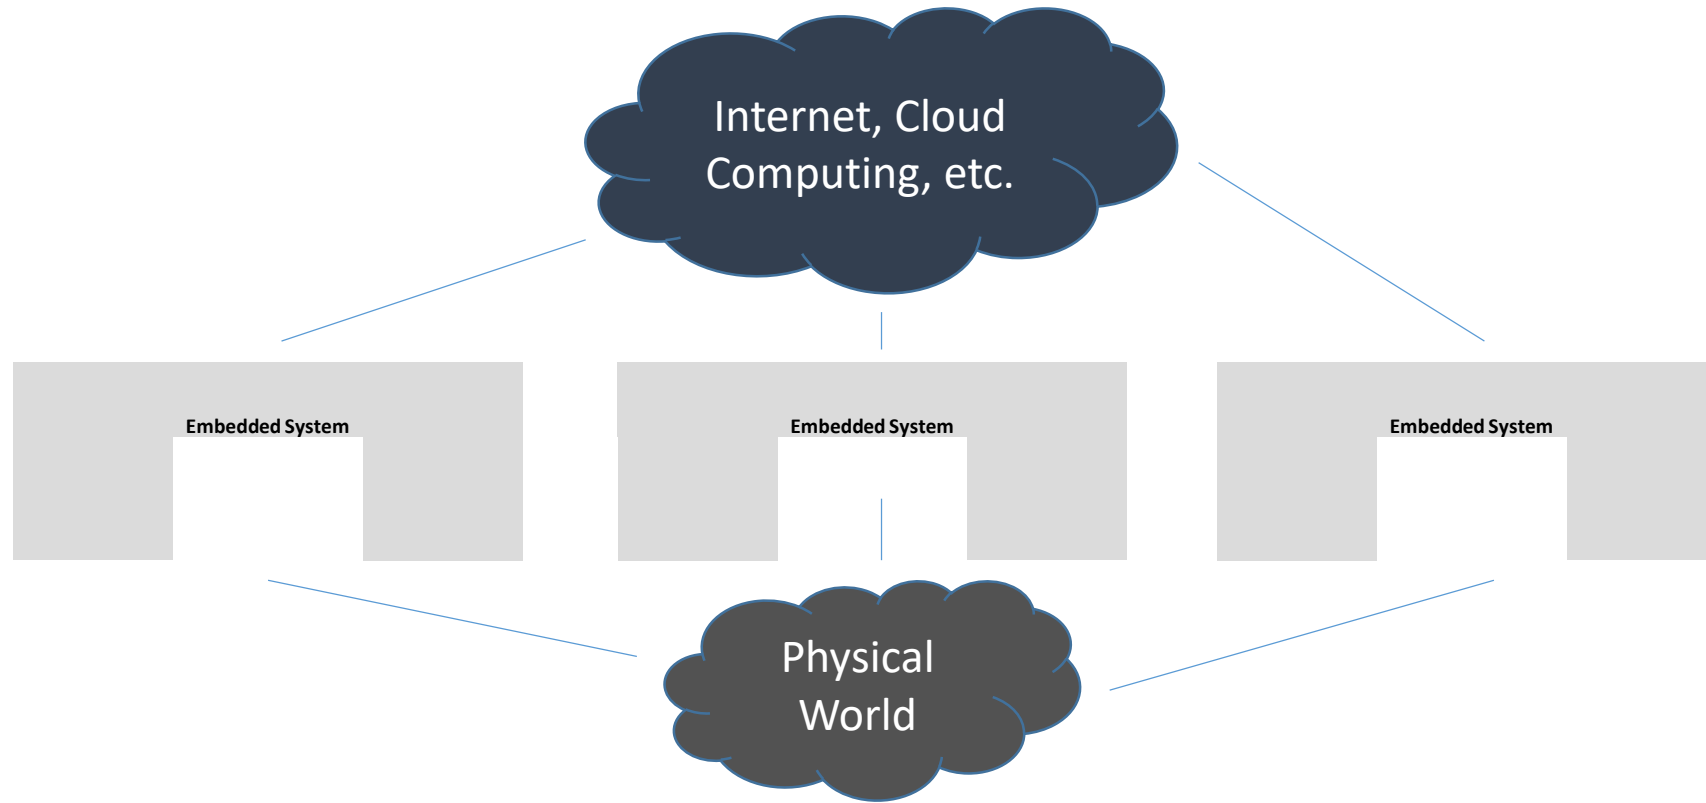 Internet, Cloud
Computing, etc.
Embedded System
Embedded System
Embedded System
Physical
World